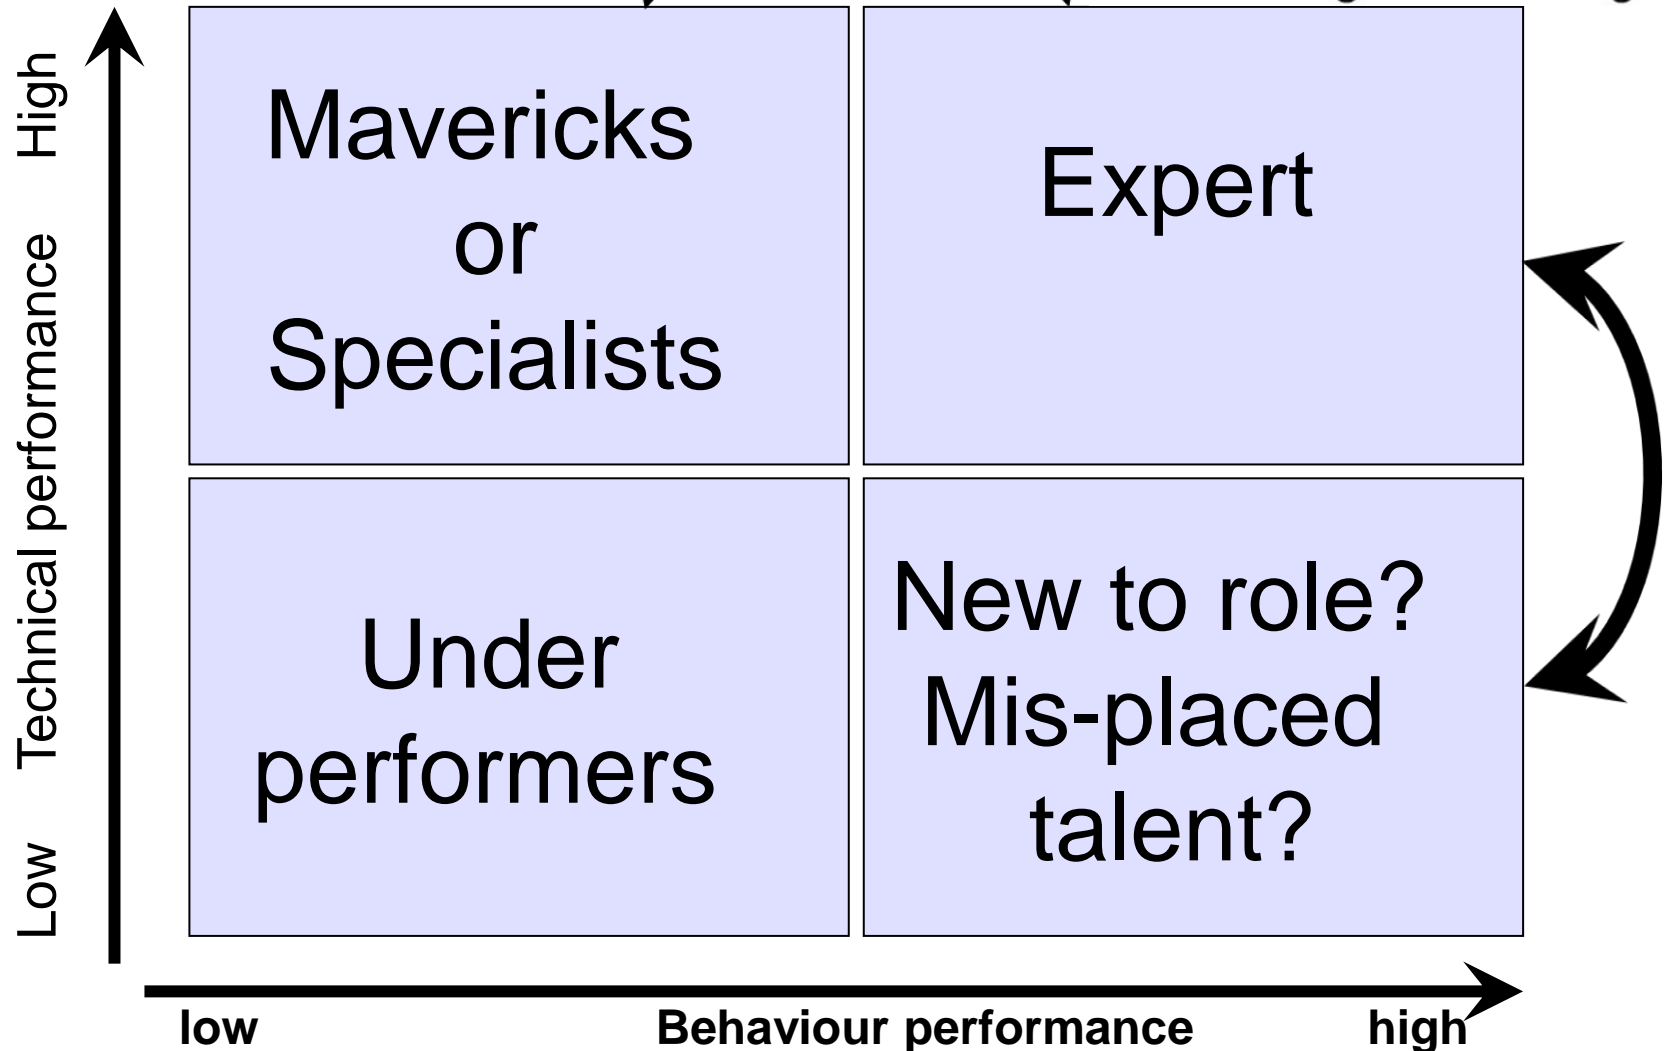 High
Technical performance
Low
Mavericks
or
Specialists
Expert
Under
performers
New to role?
Mis-placed
talent?
low
Behaviour performance
high